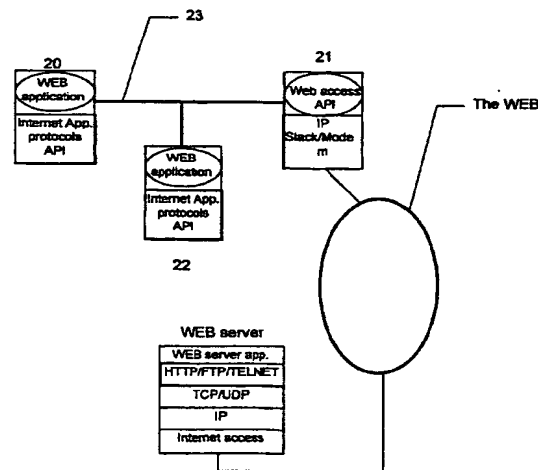 23
20
WEB
application
Internet App.
protocols
API
21
Web access
API
IP
Stack/Mode
m
The WEB
WEB
application
Internet App.
protocols
API
22
WEB server
WEB server app.
HTTP/FTP/TELNET
TCP/UDP
IP
Internet access